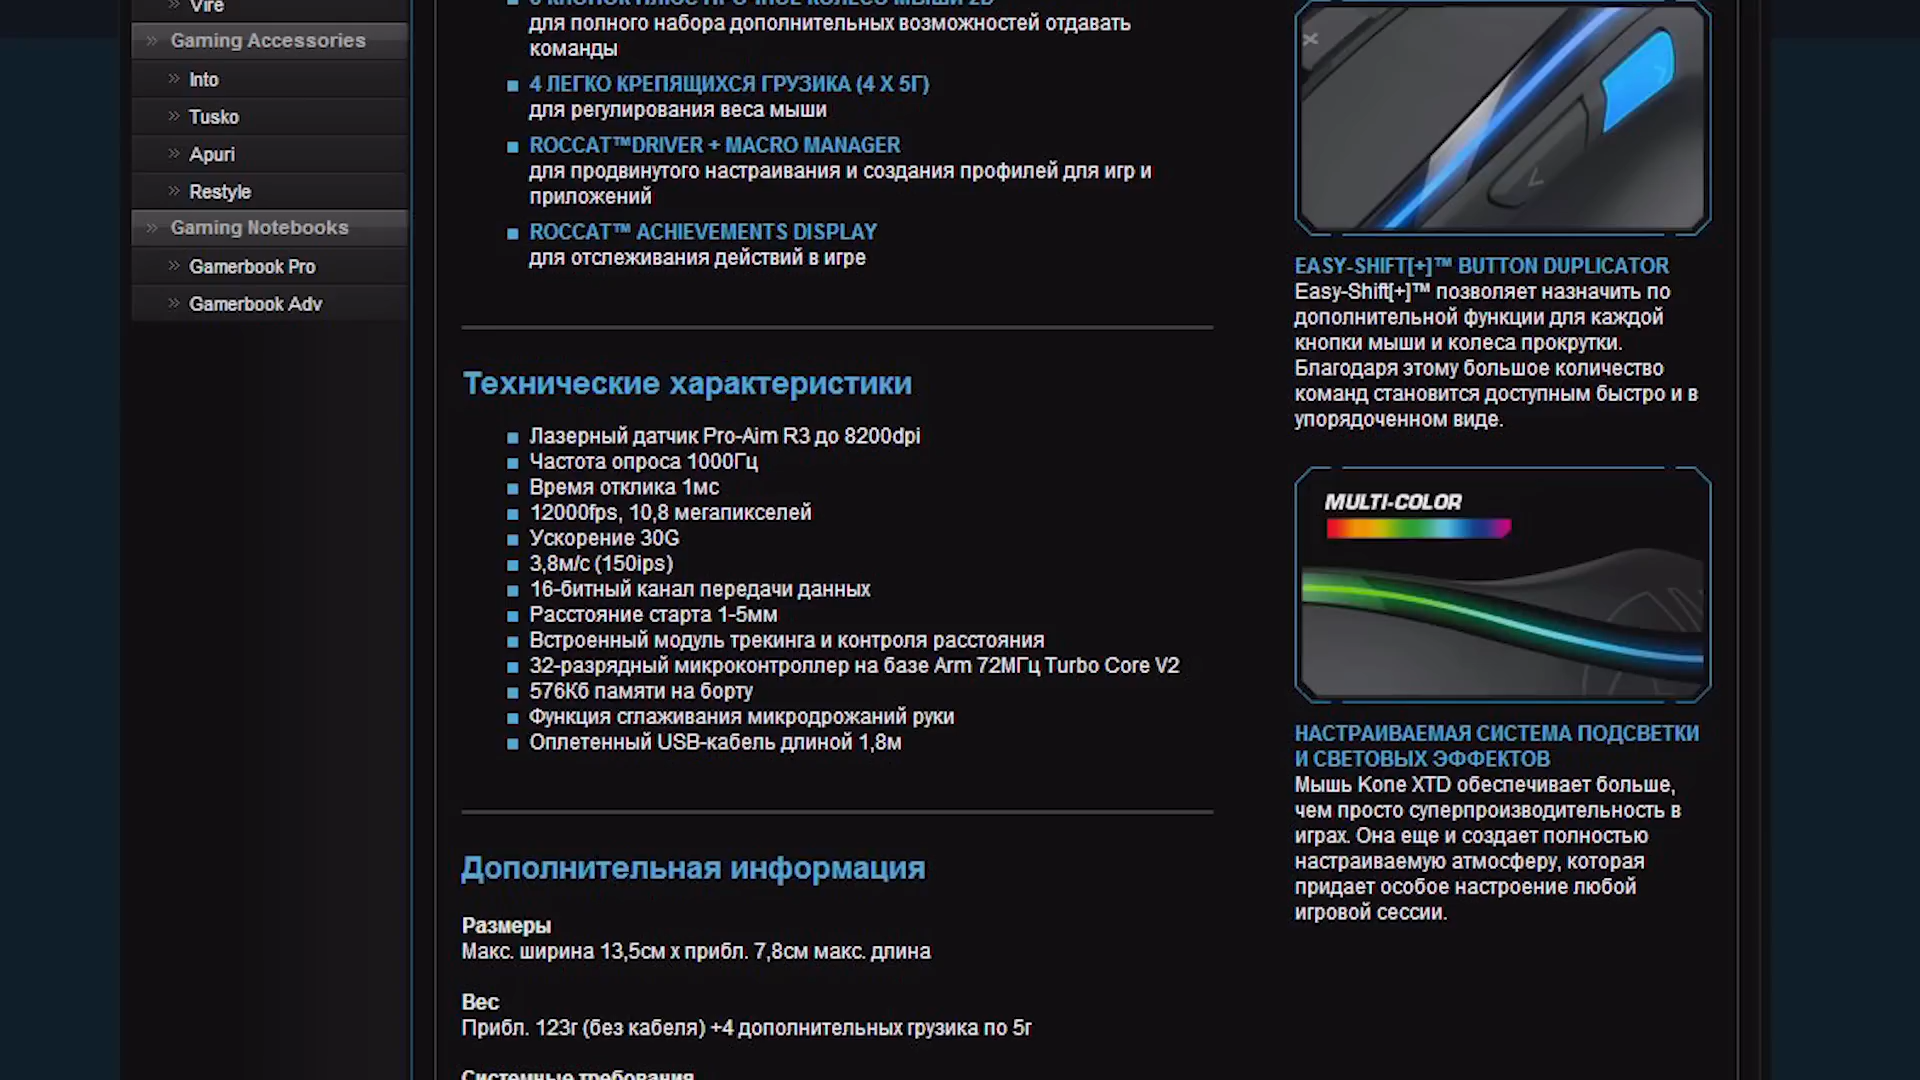 Vire
Gaming Accessories
Into
Tusko
Apuri
Restyle
Gaming Notebooks
Gamerbook Pro
Gamerbook Adv
для полного набора дополнительных возможностей отдавать
команды
4 ЛЕГКО КРЕПЯЩИХСЯ ГРУЗИКА (4 X 5Г)
для регулирования веса мыши
ROCCAT™DRIVER + MACRO MANAGER
для продвинутого настраивания и создания профилей для игр и
приложений
ROCCAT™ ACHIEVEMENTS DISPLAY
для отслеживания действий в игре
Технические характеристики
Лазерный датчик Pro-Aim R3 до 8200dpi
Частота опроса 1000Гц
Время отклика 1мс
12000fps, 10,8 мегапикселей
Ускорение 30G
3,8м/с (150ips)
16-битный канал передачи данных
Расстояние старта 1-5мм
Встроенный модуль трекинга и контроля расстояния
32-разрядный микроконтроллер на базе Arm 72МГц Turbo Core V2
576Кб памяти на борту
Функция сглаживания микродрожаний руки
Оплетенный USB-кабель длиной 1,8м
Дополнительная информация
Размеры
Макс. ширина 13,5см x прибл. 7,8см макс. длина
Вес
Прибл. 123г (без кабеля) +4 дополнительных грузика по 5г
Системные требования
EASY-SHIFT[+]™ BUTTON DUPLICATOR
Easy-Shift[+]™ позволяет назначить по
дополнительной функции для каждой
кнопки мыши и колеса прокрутки.
Благодаря этому большое количество
команд становится доступным быстро и в
упорядоченном виде.
MULTI-COLOR
НАСТРАИВАЕМАЯ СИСТЕМА ПОДСВЕТКИ
И СВЕТОВЫХ ЭФФЕКТОВ
Мышь Kone XTD обеспечивает больше,
чем просто суперпроизводительность в
играх. Она еще и создает полностью
настраиваемую атмосферу, которая
придает особое настроение любой
игровой сессии.